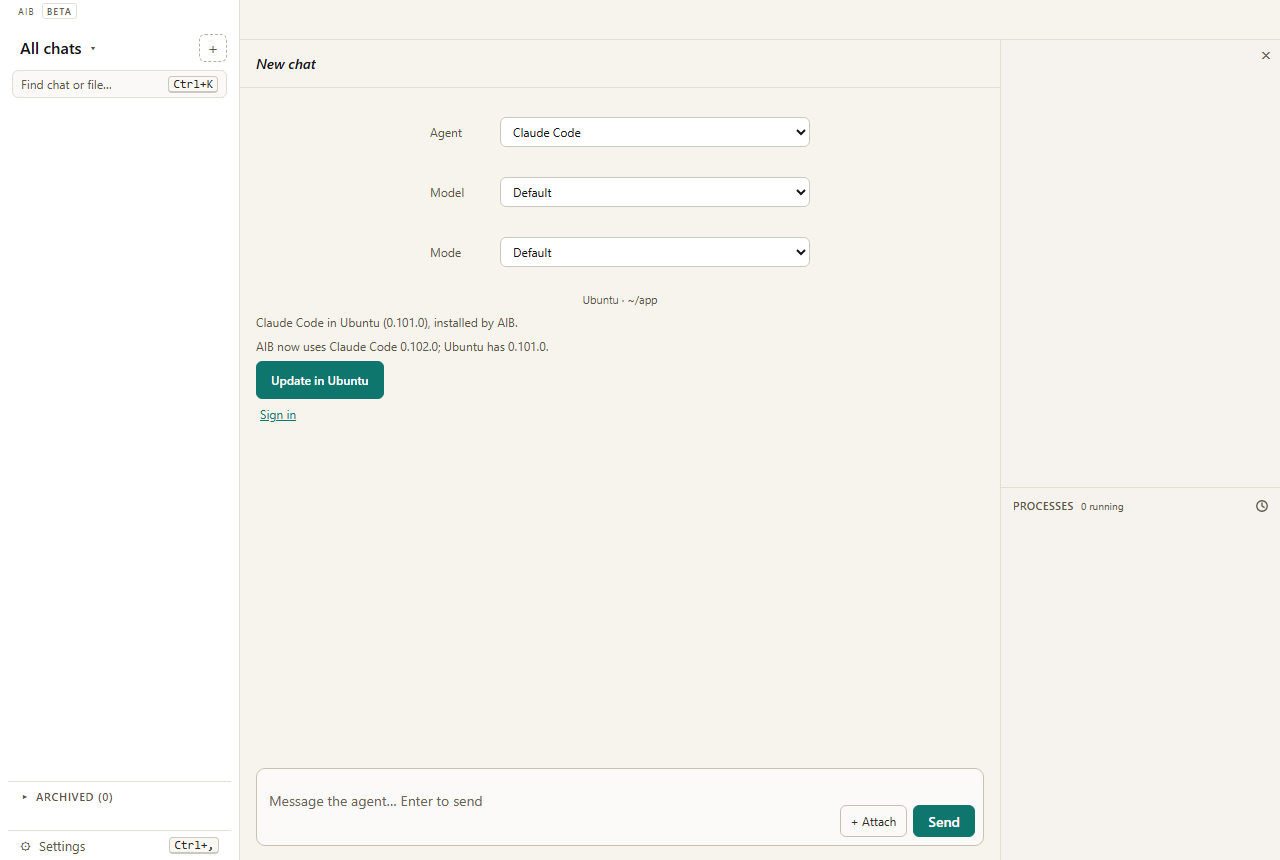 AIB BETA
All chats
+
Find chat or file... Ctrl+K
ARCHIVED (0)
Settings Ctrl+,
New chat
Agent Claude Code
Model Default
Mode Default
Ubuntu · ~/app
Claude Code in Ubuntu (0.101.0), installed by AIB.
AIB now uses Claude Code 0.102.0; Ubuntu has 0.101.0.
Update in Ubuntu
Sign in
Message the agent... Enter to send
+ Attach Send
×
PROCESSES 0 running